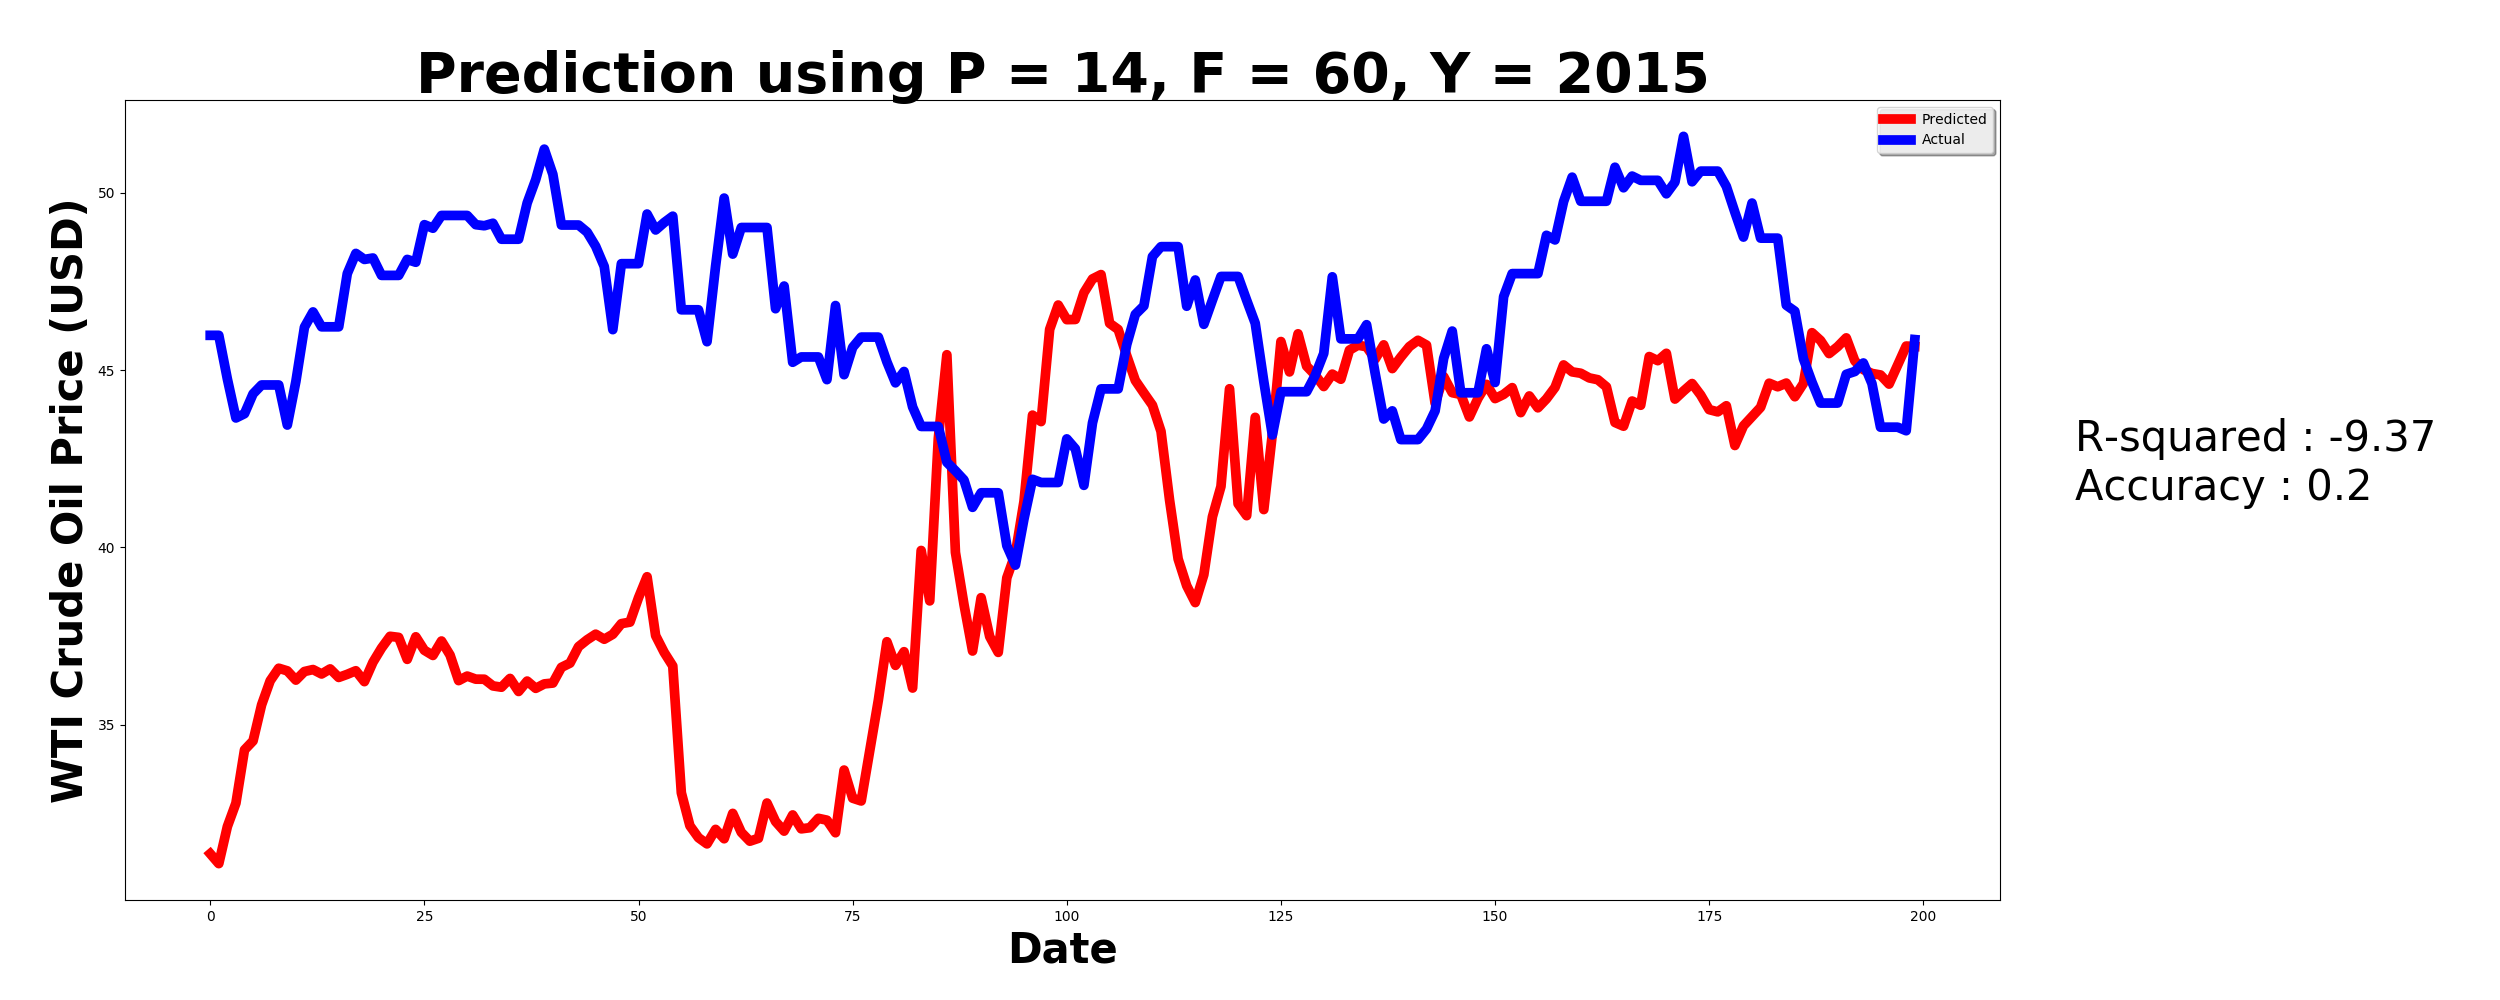 Prediction using P = 14, F = 60, Y = 2015
Predicted
Actual
WTI Crude Oil Price (USD)
50
45
40
35
0 25 50 75 100 125 150 175 200
Date
R-squared : -9.37
Accuracy : 0.2